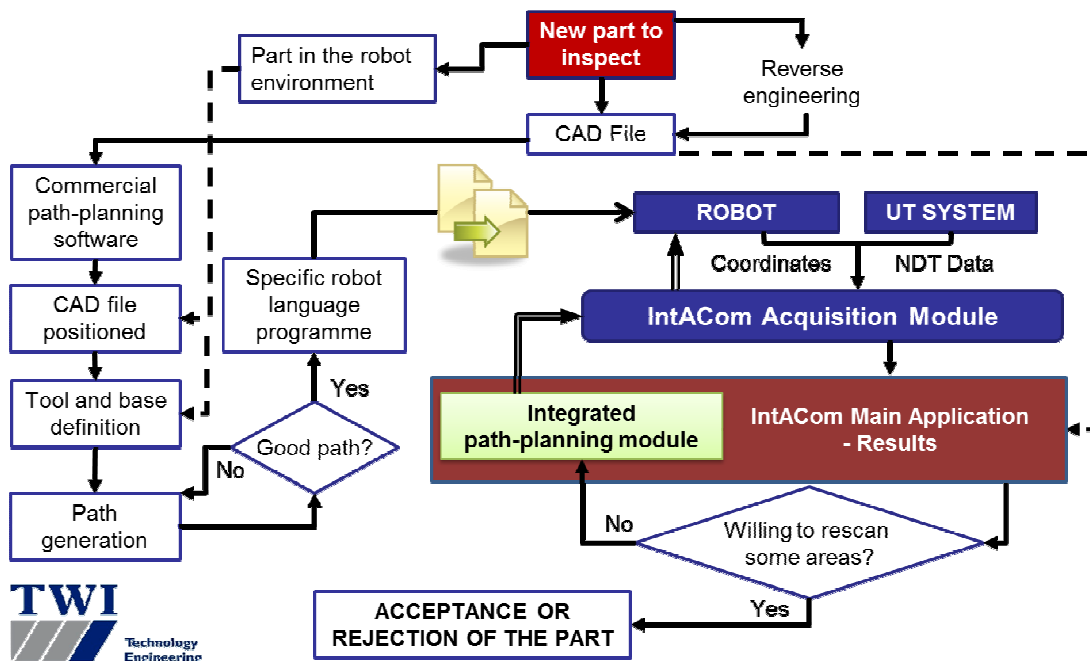 New part to
inspect
Part in the robot
environment
Reverse
engineering
CAD File
Commercial
path-planning
software
CAD file
positioned
Tool and base
definition
Path
generation
Specific robot
language
programme
Yes
Good path?
No
ROBOT
UT SYSTEM
Coordinates
NDT Data
IntACom Acquisition Module
Integrated
path-planning module
IntACom Main Application
- Results
No
Willing to rescan
some areas?
Yes
ACCEPTANCE OR
REJECTION OF THE PART
TWI
Technology
Engineering